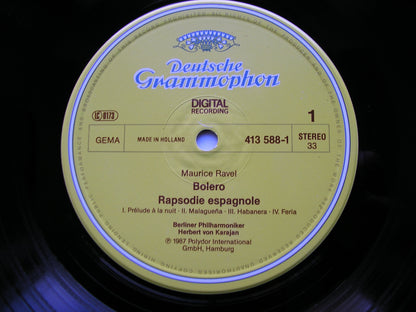 Deutsche
Grammophon
DIGITAL
RECORDING
LC 0173
1
GEMA
MADE IN HOLLAND
413 588-1
STEREO
33
Maurice Ravel
Bolero
Rapsodie espagnole
I. Prélude à la nuit · II. Malagueña · III. Habanera · IV. Feria
Berliner Philharmoniker
Herbert von Karajan
℗ 1987 Polydor International
GmbH, Hamburg